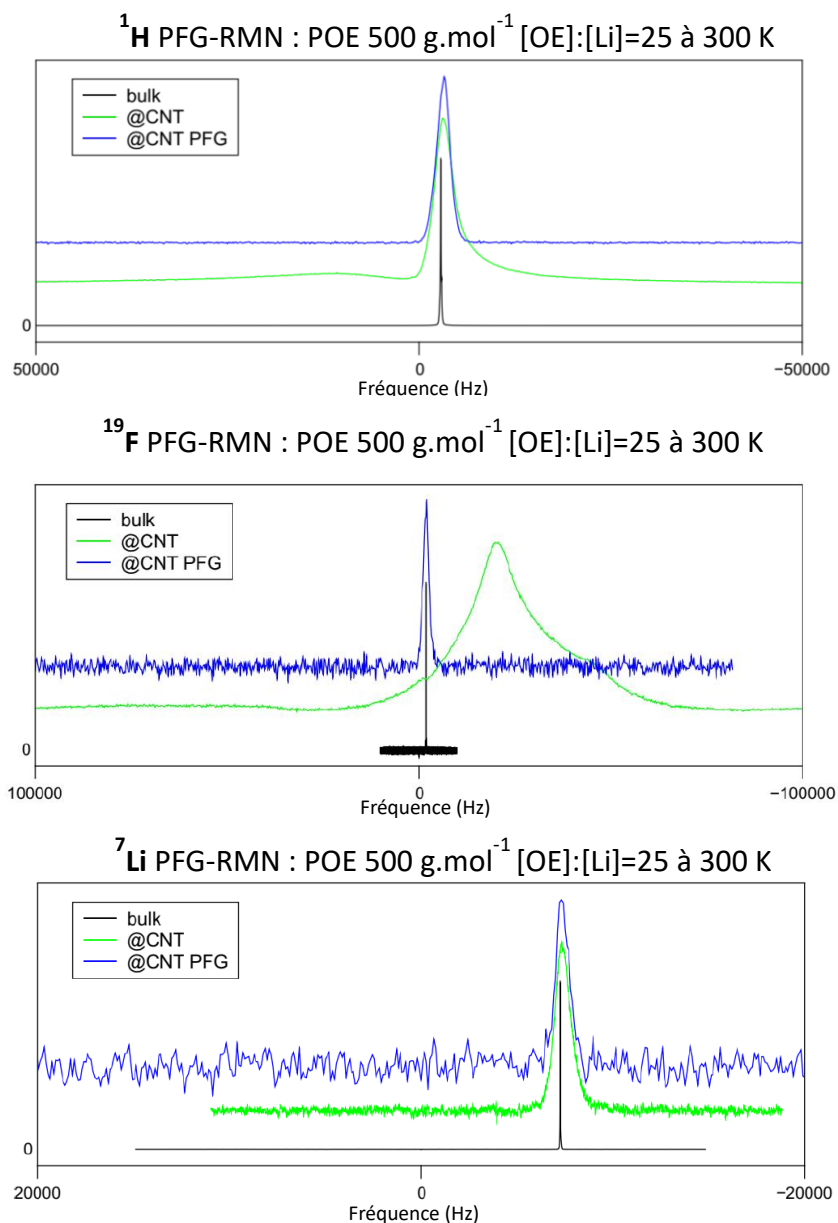 ¹H PFG-RMN : POE 500 g.mol⁻¹ [OE]:[Li]=25 à 300 K
bulk
@CNT
@CNT PFG
0
50000 0 −50000
Fréquence (Hz)
¹⁹F PFG-RMN : POE 500 g.mol⁻¹ [OE]:[Li]=25 à 300 K
bulk
@CNT
@CNT PFG
0
100000 0 −100000
Fréquence (Hz)
⁷Li PFG-RMN : POE 500 g.mol⁻¹ [OE]:[Li]=25 à 300 K
bulk
@CNT
@CNT PFG
0
20000 0 −20000
Fréquence (Hz)